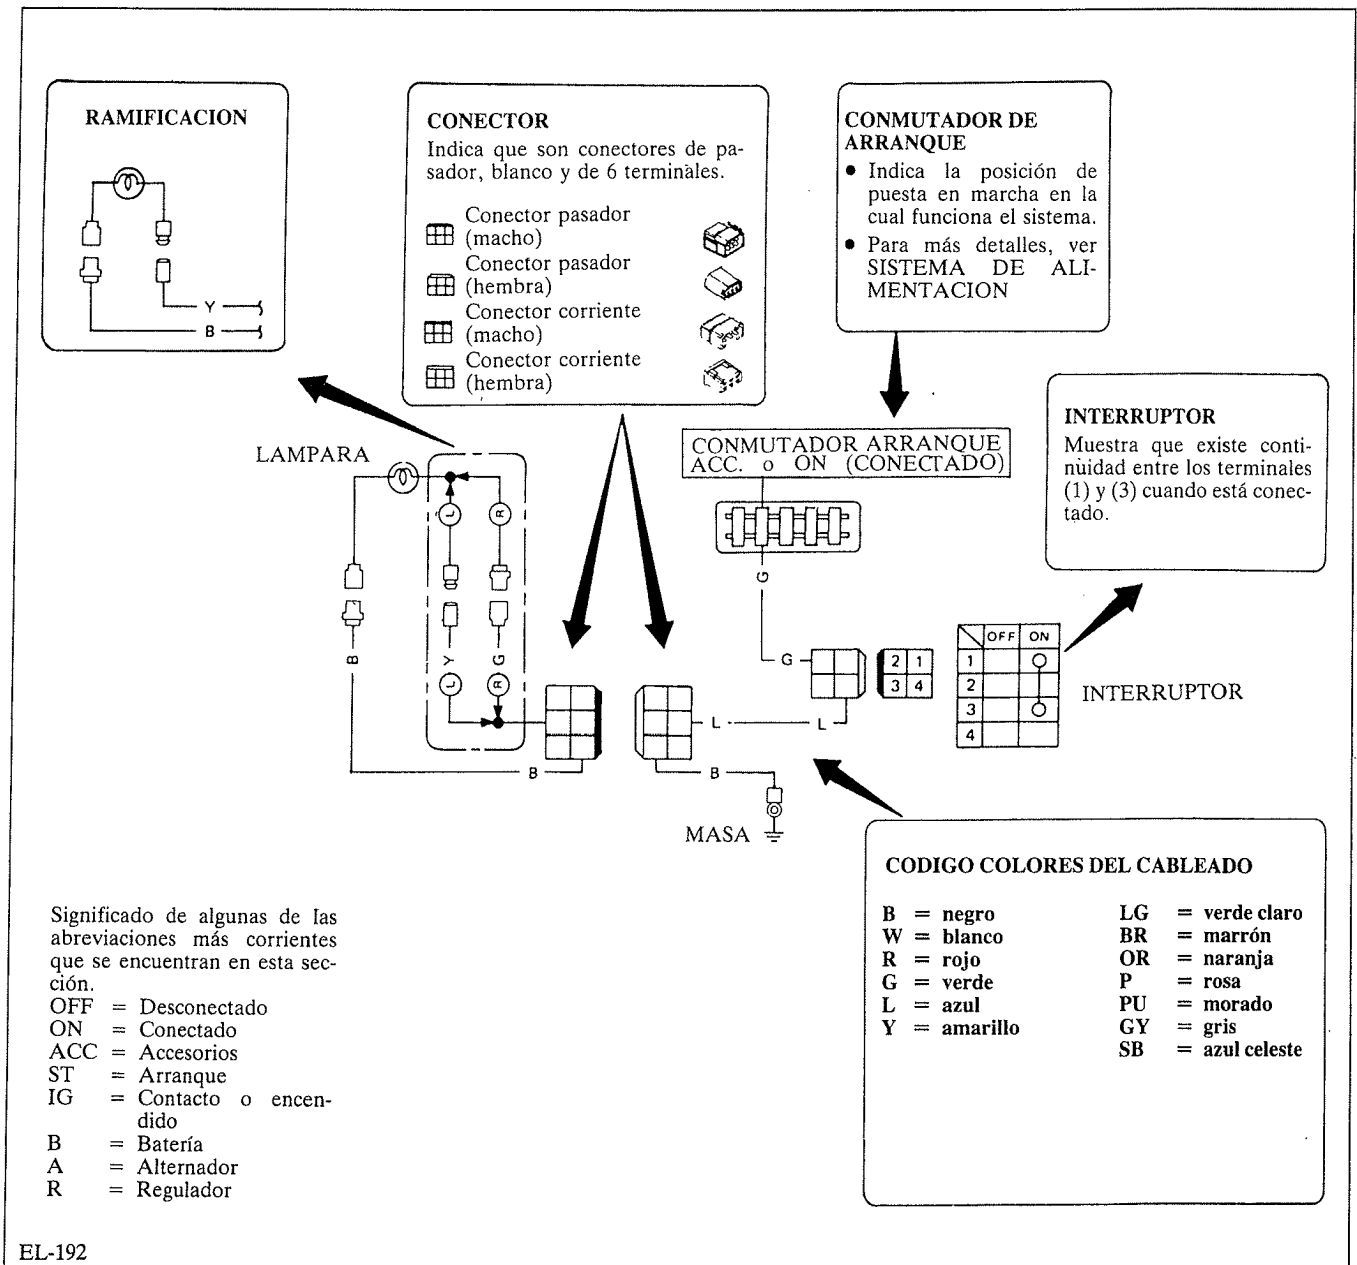 RAMIFICACION
Y
B
CONECTOR
Indica que son conectores de pa-
sador, blanco y de 6 terminales.
Conector pasador
(macho)
Conector pasador
(hembra)
Conector corriente
(macho)
Conector corriente
(hembra)
CONMUTADOR DE
ARRANQUE
● Indica la posición de
puesta en marcha en la
cual funciona el sistema.
● Para más detalles, ver
SISTEMA DE ALI-
MENTACION
INTERRUPTOR
Muestra que existe conti-
nuidad entre los terminales
(1) y (3) cuando está conec-
tado.
LAMPARA
CONMUTADOR ARRANQUE
ACC. o ON (CONECTADO)
L R
B
Y G
L R
B
G
G
2 1
3 4
OFF ON
1
2
3
4
INTERRUPTOR
L L
B
MASA
CODIGO COLORES DEL CABLEADO
B = negro
W = blanco
R = rojo
G = verde
L = azul
Y = amarillo
LG = verde claro
BR = marrón
OR = naranja
P = rosa
PU = morado
GY = gris
SB = azul celeste
Significado de algunas de las
abreviaciones más corrientes
que se encuentran en esta sec-
ción.
OFF = Desconectado
ON = Conectado
ACC = Accesorios
ST = Arranque
IG = Contacto o encen-
dido
B = Batería
A = Alternador
R = Regulador
EL-192